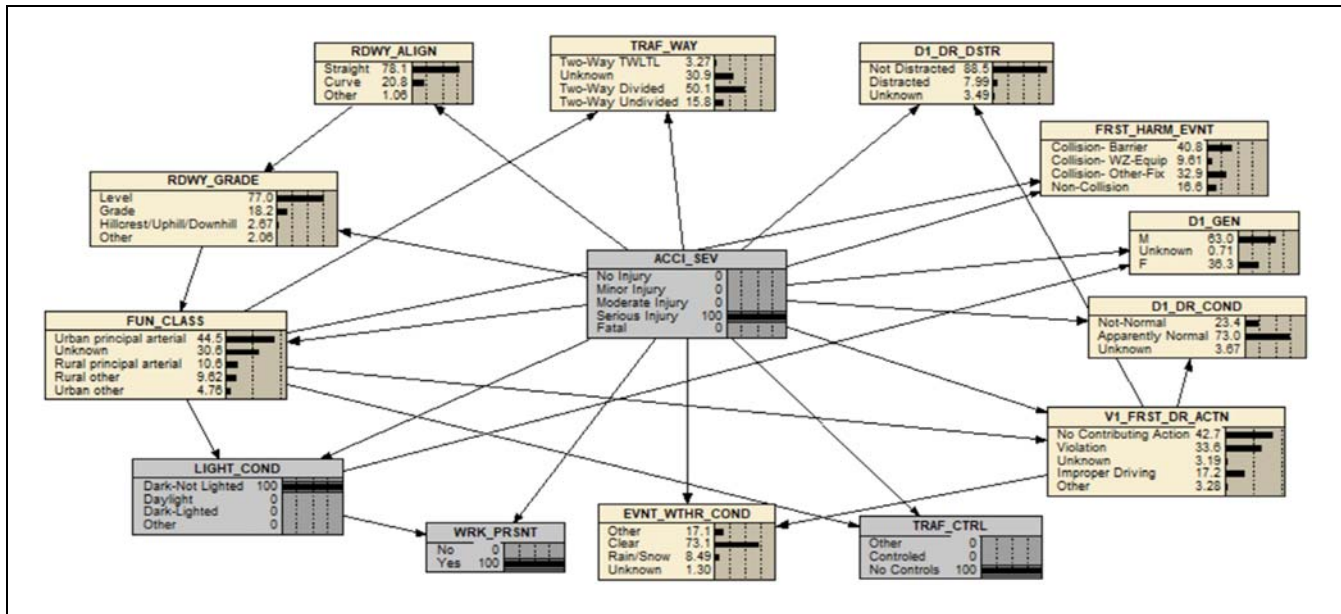 RDWY_ALIGN
Straight 78.1
Curve 20.8
Other 1.06
TRAF_WAY
Two-Way TWLTL 3.27
Unknown 30.9
Two-Way Divided 50.1
Two-Way Undivided 15.8
D1_DR_DSTR
Not Distracted 88.5
Distracted 7.99
Unknown 3.49
FRST_HARM_EVNT
Collision- Barrier 40.8
Collision- WZ-Equip 9.61
Collision- Other-Fix 32.9
Non-Collision 16.6
RDWY_GRADE
Level 77.0
Grade 18.2
Hillcrest/Uphill/Downhill 2.67
Other 2.06
D1_GEN
M 63.0
Unknown 0.71
F 36.3
ACCI_SEV
No Injury 0
Minor Injury 0
Moderate Injury 0
Serious Injury 100
Fatal 0
D1_DR_COND
Not-Normal 23.4
Apparently Normal 73.0
Unknown 3.67
FUN_CLASS
Urban principal arterial 44.5
Unknown 30.6
Rural principal arterial 10.6
Rural other 9.62
Urban other 4.76
V1_FRST_DR_ACTN
No Contributing Action 42.7
Violation 33.6
Unknown 3.19
Improper Driving 17.2
Other 3.28
LIGHT_COND
Dark-Not Lighted 100
Daylight 0
Dark-Lighted 0
Other 0
WRK_PRSNT
No 0
Yes 100
EVNT_WTHR_COND
Other 17.1
Clear 73.1
Rain/Snow 8.49
Unknown 1.30
TRAF_CTRL
Other 0
Controled 0
No Controls 100